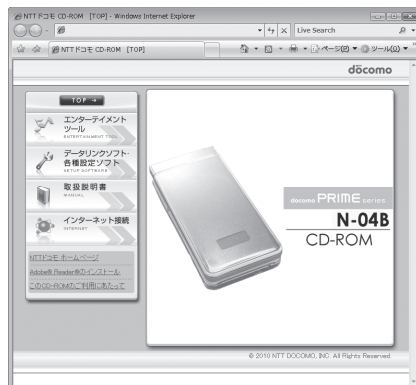 NTTドコモ CD-ROM [TOP] - Windows Internet Explorer
Live Search
NTTドコモ CD-ROM [TOP]
ページ(P)
ツール(O)
döcomo
TOP →
エンターテイメント
ツール
ENTERTAINMENT TOOL
データリンクソフト・
各種設定ソフト
SETUP SOFTWARE
取扱説明書
MANUAL
インターネット接続
INTERNET
NTTドコモ ホームページ
Adobe® Reader®のインストール
このCD-ROMのご利用にあたって
docomo PRIME series
N-04B
CD-ROM
© 2010 NTT DOCOMO, INC. All Rights Reserved.